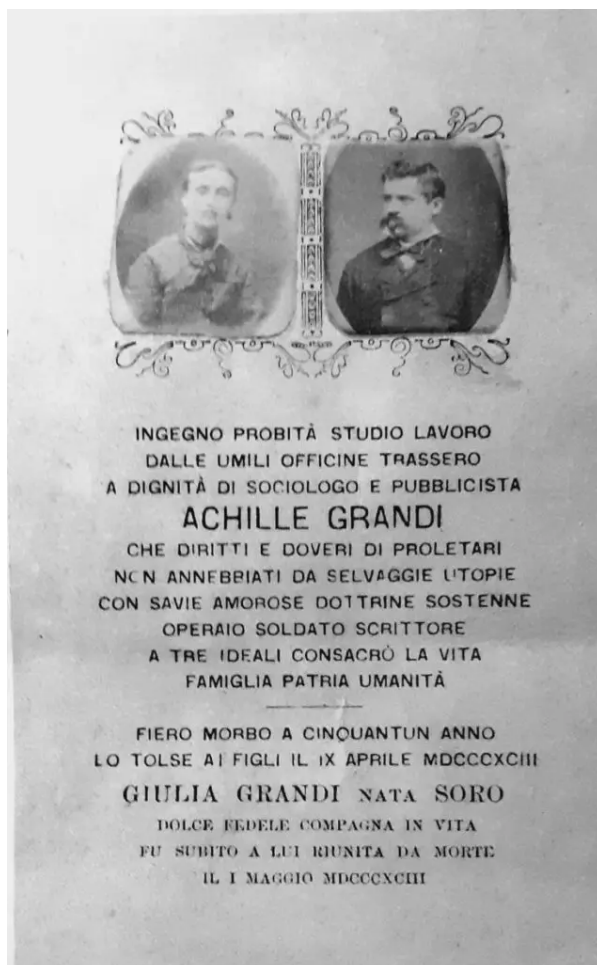 INGEGNO PROBITÀ STUDIO LAVORO
DALLE UMILI OFFICINE TRASSERO
A DIGNITÀ DI SOCIOLOGO E PUBBLICISTA
ACHILLE GRANDI
CHE DIRITTI E DOVERI DI PROLETARI
NON ANNEBBIATI DA SELVAGGIE UTOPIE
CON SAVIE AMOROSE DOTTRINE SOSTENNE
OPERAIO SOLDATO SCRITTORE
A TRE IDEALI CONSACRÒ LA VITA
FAMIGLIA PATRIA UMANITÀ
FIERO MORBO A CINQUANTUN ANNO
LO TOLSE AI FIGLI IL IX APRILE MDCCCXCIII
GIULIA GRANDI NATA SORO
DOLCE FEDELE COMPAGNA IN VITA
FU SUBITO A LUI RIUNITA DA MORTE
IL I MAGGIO MDCCCXCIII